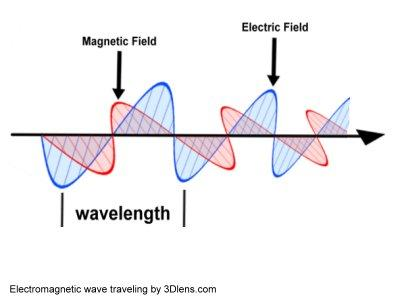 Electric Field
Magnetic Field
wavelength
Electromagnetic wave traveling by 3Dlens.com